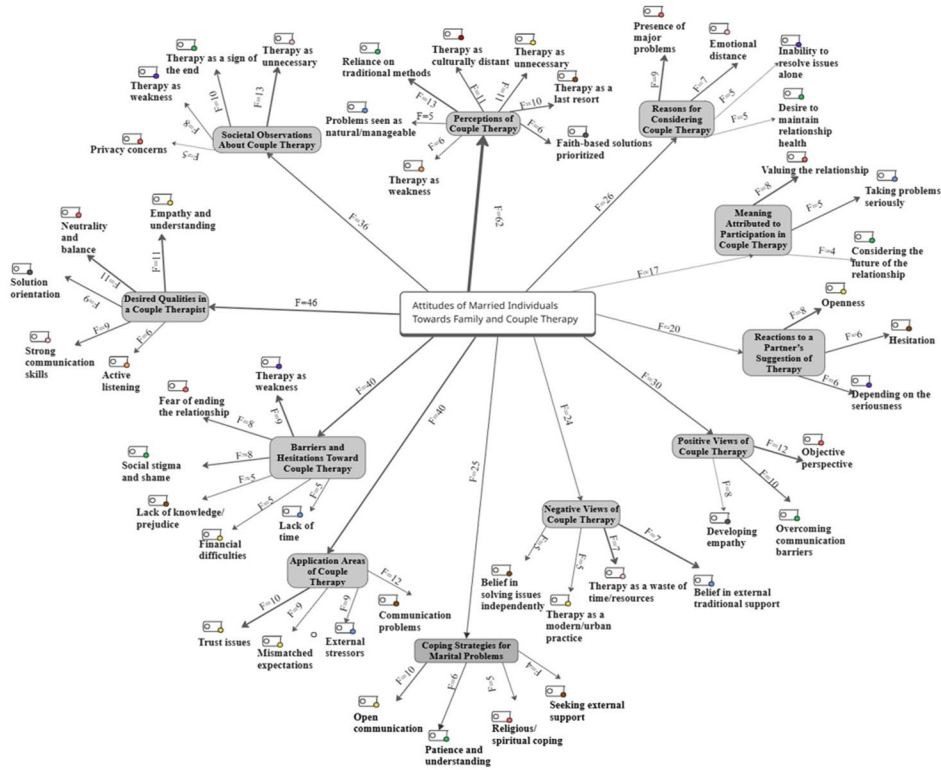 Therapy as a sign of
the end
Therapy as
unnecessary
Therapy as
weakness
Privacy concerns
F=10
F=13
F=8
F=5
Societal Observations
About Couple Therapy
F=36
Reliance on
traditional methods
Therapy as
culturally distant
Therapy as
unnecessary
Therapy as a
last resort
Problems seen as
natural/manageable
Therapy as
weakness
Faith-based solutions
prioritized
F=13
F=11
F=11
F=10
F=5
F=6
F=6
Perceptions of
Couple Therapy
F=62
Presence of
major
problems
Emotional
distance
Inability to
resolve issues
alone
Desire to
maintain
relationship
health
F=9
F=7
F=5
F=5
Reasons for
Considering
Couple Therapy
F=26
Valuing the relationship
Taking problems
seriously
Considering the
future of the
relationship
F=8
F=5
F=4
Meaning
Attributed to
Participation in
Couple Therapy
F=17
Empathy and
understanding
Neutrality
and
balance
Solution
orientation
Strong
communication
skills
Active
listening
F=11
F=11
F=9
F=9
F=6
Desired Qualities in
a Couple Therapist
F=46
Attitudes of Married Individuals
Towards Family and Couple Therapy
Openness
Hesitation
Depending on the
seriousness
F=8
F=6
F=6
Reactions to a
Partner's
Suggestion of
Therapy
F=20
Therapy as
weakness
Fear of ending
the relationship
Social stigma
and shame
Lack of knowledge/
prejudice
Financial
difficulties
Lack of
time
F=9
F=8
F=8
F=5
F=5
F=5
Barriers and
Hesitations Toward
Couple Therapy
F=40
Positive Views of
Couple Therapy
F=30
F=12
F=10
F=8
Objective
perspective
Overcoming
communication
barriers
Developing
empathy
Application Areas
of Couple
Therapy
F=40
F=10
F=9
F=9
F=12
Trust issues
Mismatched
expectations
External
stressors
Communication
problems
Negative Views of
Couple Therapy
F=24
F=5
F=5
F=7
F=7
Belief in
solving issues
independently
Therapy as a
modern/urban
practice
Therapy as a waste of
time/resources
Belief in external
traditional support
Coping Strategies for
Marital Problems
F=25
F=10
F=6
F=5
F=4
Open
communication
Patience and
understanding
Religious/
spiritual coping
Seeking external
support